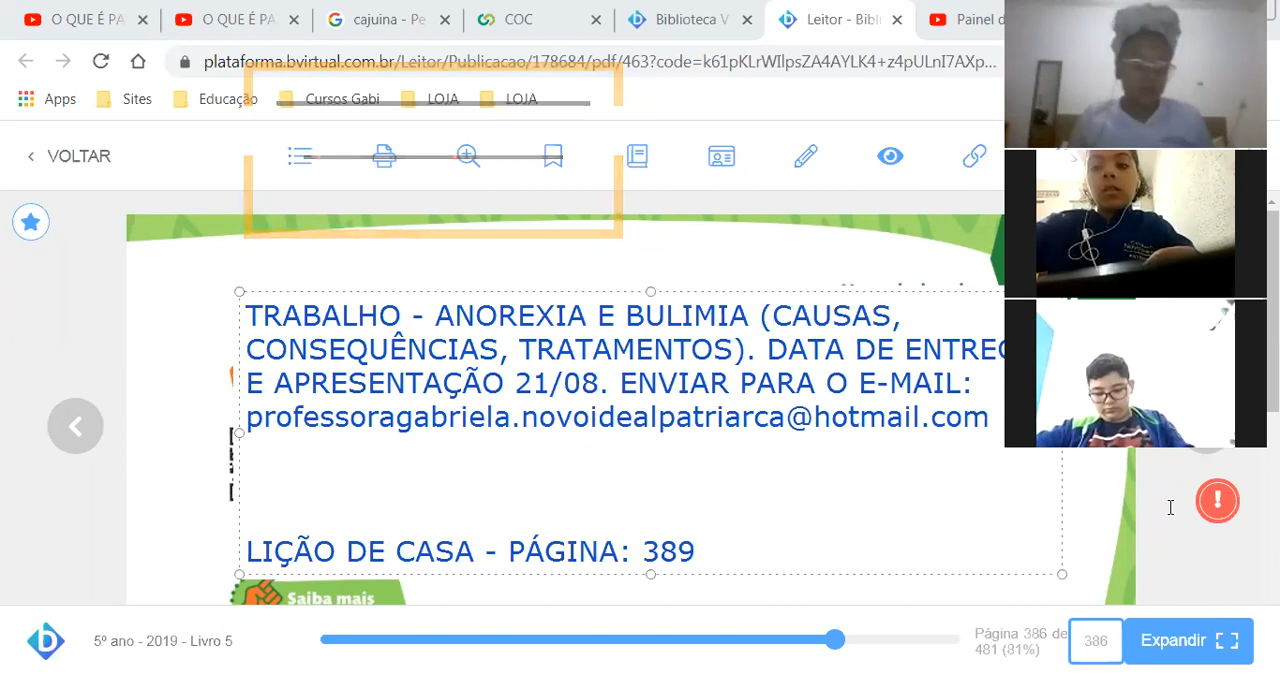 O QUE É PA
O QUE É PA
cajuina - Pe
COC
Biblioteca V
Leitor - Bibl
Painel d
plataforma.bvirtual.com.br/Leitor/Publicacao/178684/pdf/463?code=k61pKLrWIlpsZA4AYLK4+z4pULnI7AXp...
Apps
Sites
Educação
Cursos Gabi
LOJA
LOJA
VOLTAR
TRABALHO - ANOREXIA E BULIMIA (CAUSAS,
CONSEQUÊNCIAS, TRATAMENTOS). DATA DE ENTREG
E APRESENTAÇÃO 21/08. ENVIAR PARA O E-MAIL:
professoragabriela.novoidealpatriarca@hotmail.com
LIÇÃO DE CASA - PÁGINA: 389
Saiba mais
5º ano - 2019 - Livro 5
Página 386 de
481 (81%)
386
Expandir